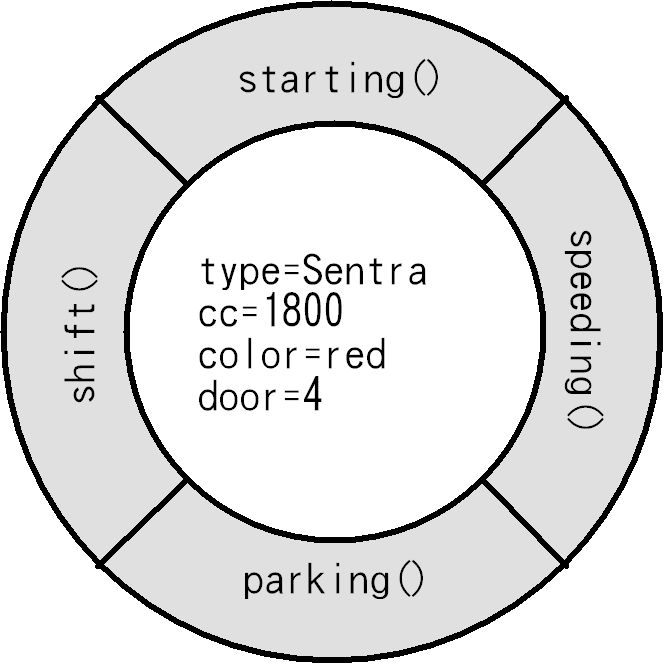 starting()
speeding()
type=Sentra
cc=1800
color=red
door=4
shift()
parking()